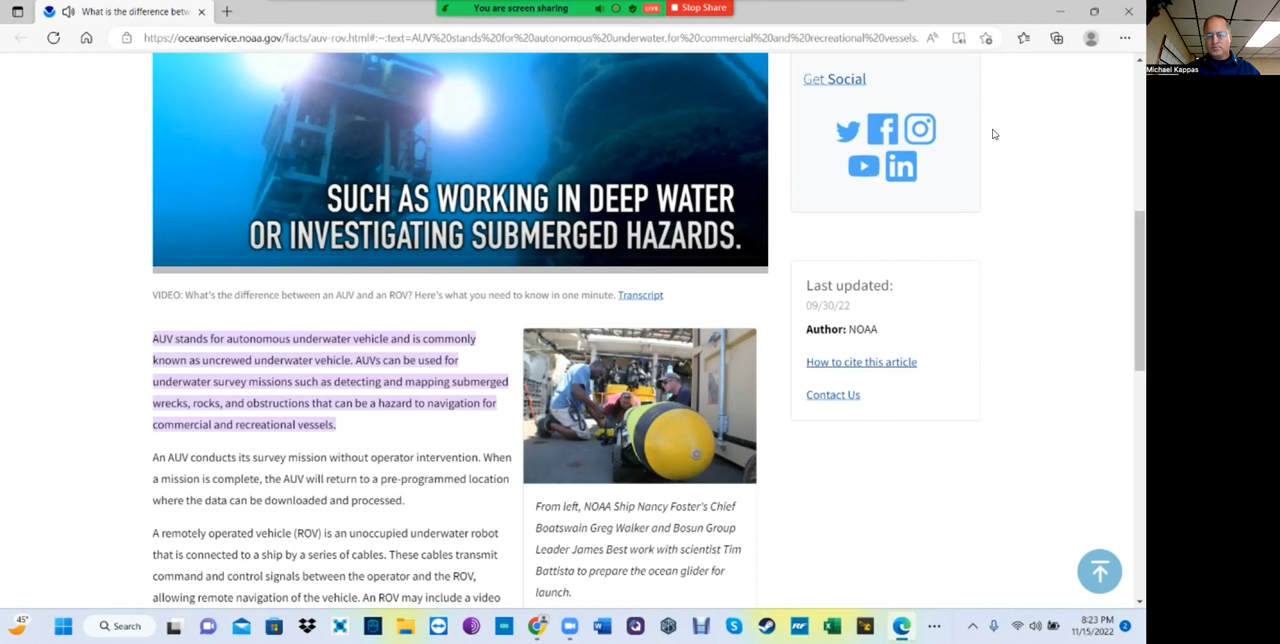 What is the difference betw
You are screen sharing
LIVE
Stop Share
https://oceanservice.noaa.gov/facts/auv-rov.html#:~:text=AUV%20stands%20for%20autonomous%20underwater,for%20commercial%20and%20recreational%20vessels.
Michael Kappas
SUCH AS WORKING IN DEEP WATER
OR INVESTIGATING SUBMERGED HAZARDS.
Get Social
VIDEO: What's the difference between an AUV and an ROV? Here's what you need to know in one minute. Transcript
Last updated:
09/30/22
Author: NOAA
How to cite this article
Contact Us
AUV stands for autonomous underwater vehicle and is commonly
known as uncrewed underwater vehicle. AUVs can be used for
underwater survey missions such as detecting and mapping submerged
wrecks, rocks, and obstructions that can be a hazard to navigation for
commercial and recreational vessels.
An AUV conducts its survey mission without operator intervention. When
a mission is complete, the AUV will return to a pre-programmed location
where the data can be downloaded and processed.
A remotely operated vehicle (ROV) is an unoccupied underwater robot
that is connected to a ship by a series of cables. These cables transmit
command and control signals between the operator and the ROV,
allowing remote navigation of the vehicle. An ROV may include a video
From left, NOAA Ship Nancy Foster's Chief
Boatswain Greg Walker and Bosun Group
Leader James Best work with scientist Tim
Battista to prepare the ocean glider for
launch.
45°
Search
8:23 PM
11/15/2022
2